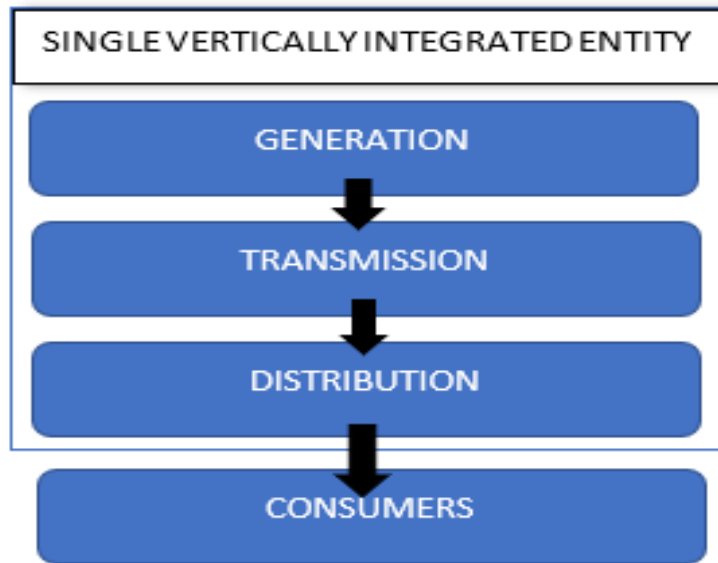 SINGLE VERTICALLY INTEGRATED ENTITY
GENERATION
TRANSMISSION
DISTRIBUTION
CONSUMERS